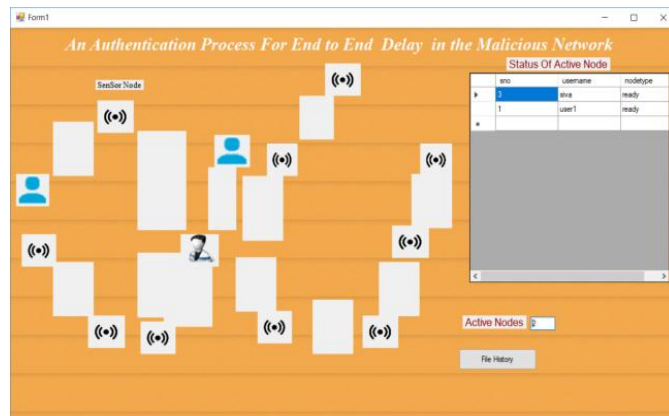 Form1
An Authentication Process For End to End Delay in the Malicious Network
Status Of Active Node
SenSor Node
sno username nodetype
3 siva ready
1 user1 ready
Active Nodes 2
File History